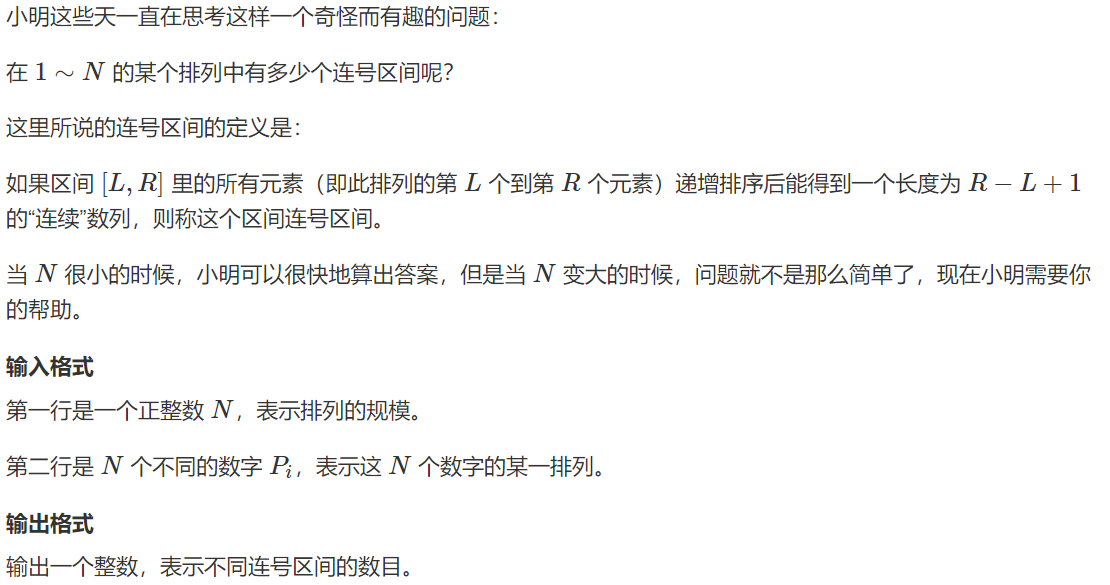 小明这些天一直在思考这样一个奇怪而有趣的问题：
在 1 ∼ N 的某个排列中有多少个连号区间呢？
这里所说的连号区间的定义是：
如果区间 [L, R] 里的所有元素（即此排列的第 L 个到第 R 个元素）递增排序后能得到一个长度为 R − L + 1
的“连续”数列，则称这个区间连号区间。
当 N 很小的时候，小明可以很快地算出答案，但是当 N 变大的时候，问题就不是那么简单了，现在小明需要你
的帮助。
输入格式
第一行是一个正整数 N，表示排列的规模。
第二行是 N 个不同的数字 Pᵢ，表示这 N 个数字的某一排列。
输出格式
输出一个整数，表示不同连号区间的数目。